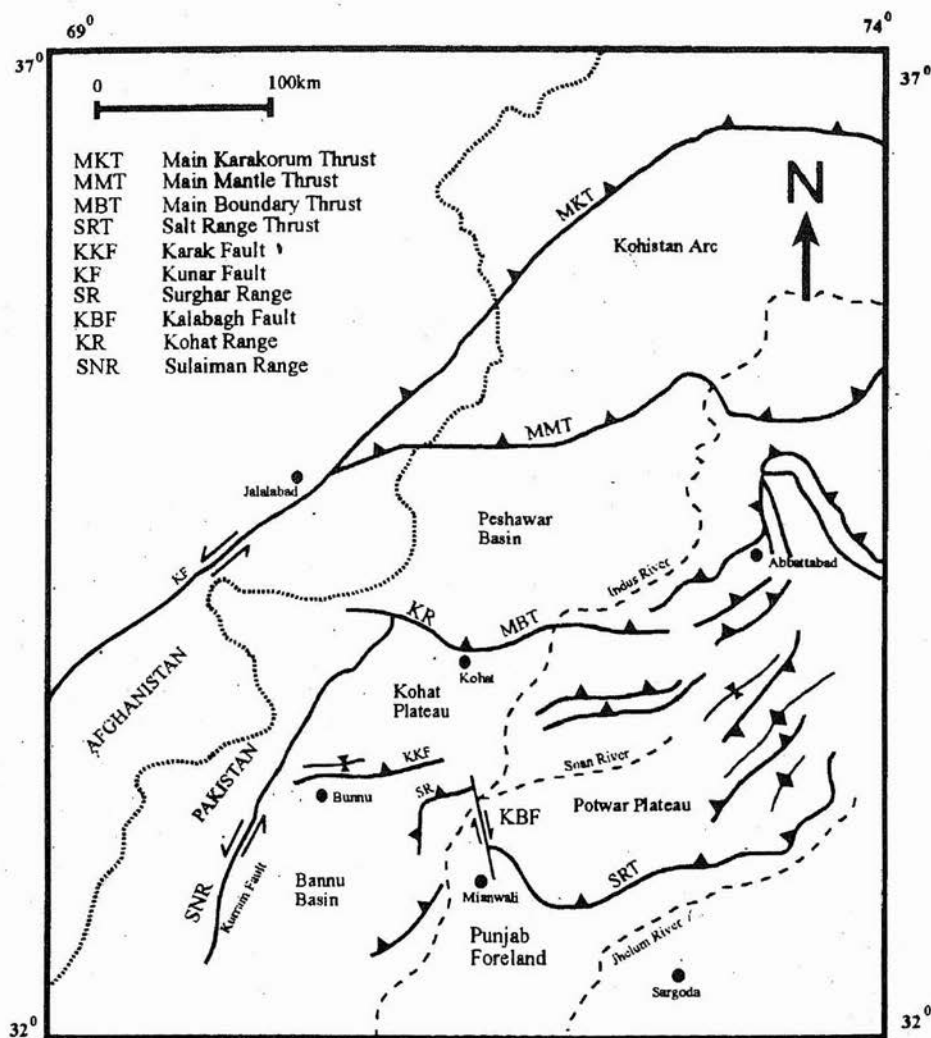 69⁰
74⁰
37⁰
37⁰
0 100km
MKT Main Karakorum Thrust
MMT Main Mantle Thrust
MBT Main Boundary Thrust
SRT Salt Range Thrust
KKF Karak Fault
KF Kunar Fault
SR Surghar Range
KBF Kalabagh Fault
KR Kohat Range
SNR Sulaiman Range
N
MKT
Kohistan Arc
MMT
Jalalabad
Peshawar
Basin
KF
Indus River
Abbattabad
KR
MBT
Kohat
Kohat
Plateau
AFGHANISTAN
PAKISTAN
KKF
Bunnu
SR
Soan River
KBF
Potwar Plateau
SNR
Kurram Fault
Bannu
Basin
Mianwali
SRT
Punjab
Foreland
Jhelum River
Sargoda
32⁰
32⁰